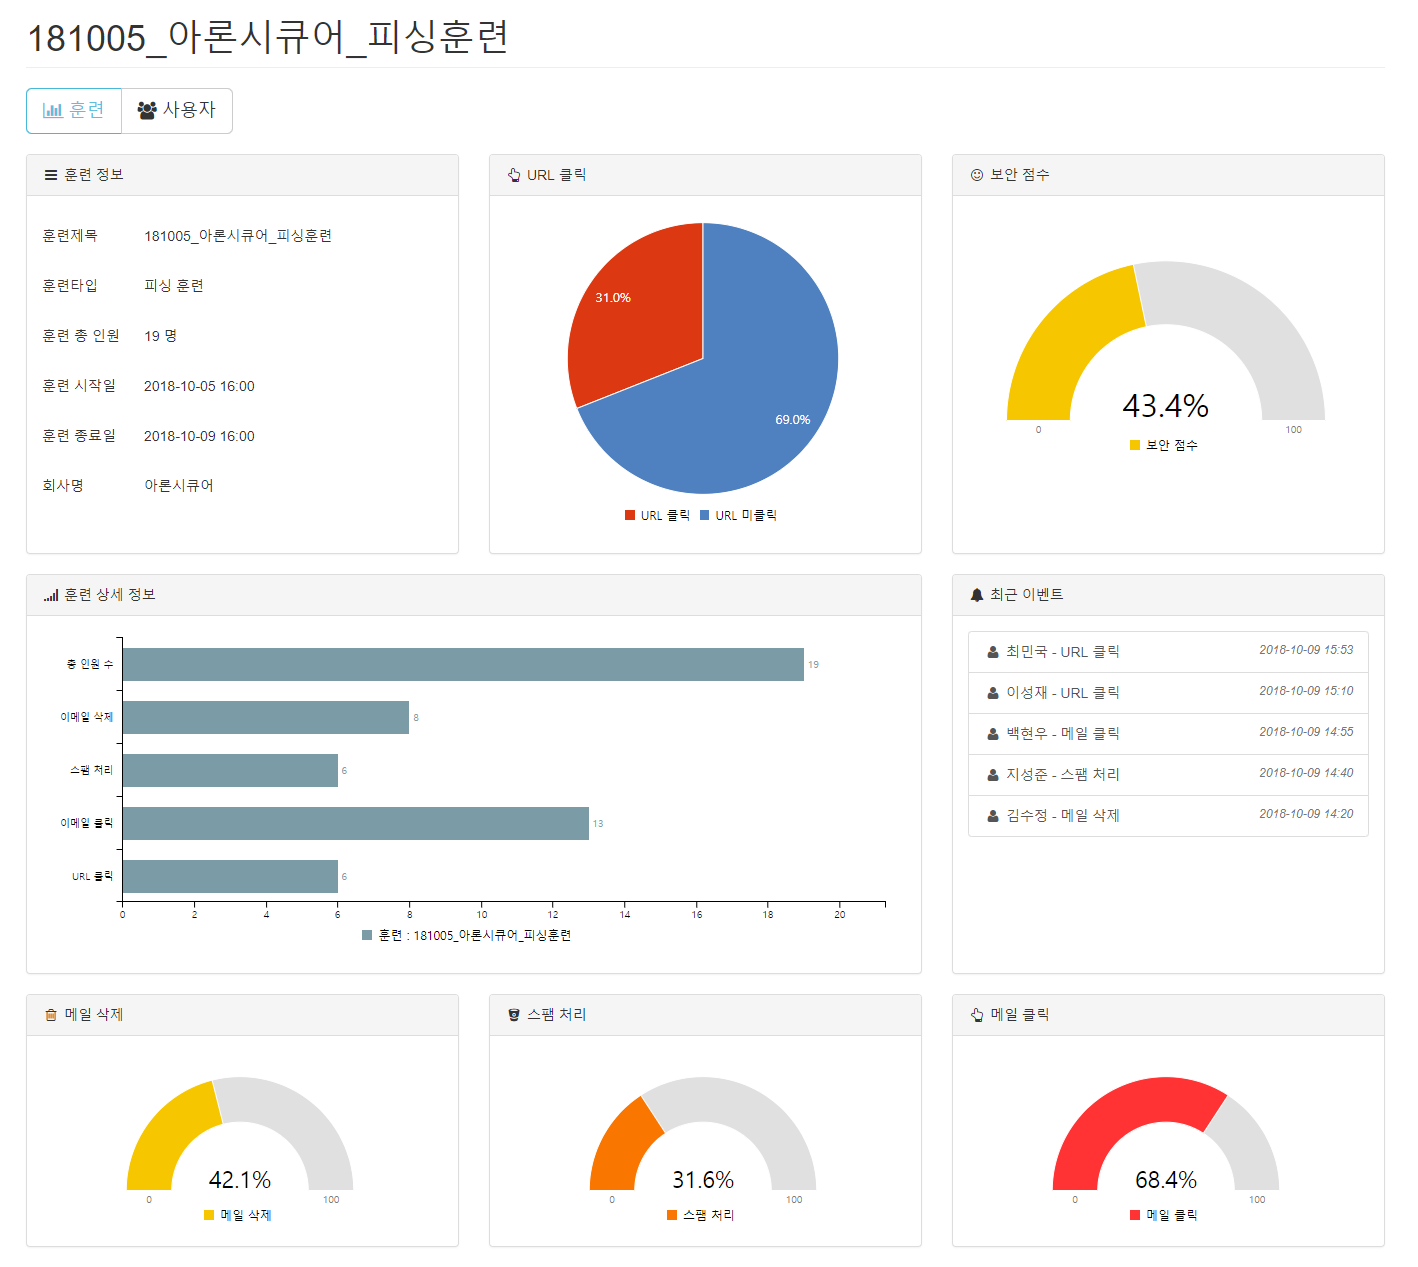 181005_아론시큐어_피싱훈련
훈련 사용자
훈련 정보
훈련제목 181005_아론시큐어_피싱훈련
훈련타입 피싱 훈련
훈련 총 인원 19 명
훈련 시작일 2018-10-05 16:00
훈련 종료일 2018-10-09 16:00
회사명 아론시큐어
URL 클릭
31.0%
69.0%
URL 클릭 URL 미클릭
보안 점수
43.4%
0 100
보안 점수
훈련 상세 정보
총 인원 수 19
이메일 삭제 8
스팸 처리 6
이메일 클릭 13
URL 클릭 6
0 2 4 6 8 10 12 14 16 18 20
훈련 : 181005_아론시큐어_피싱훈련
최근 이벤트
최민국 - URL 클릭 2018-10-09 15:53
이성재 - URL 클릭 2018-10-09 15:10
백현우 - 메일 클릭 2018-10-09 14:55
지성준 - 스팸 처리 2018-10-09 14:40
김수정 - 메일 삭제 2018-10-09 14:20
메일 삭제
42.1%
0 100
메일 삭제
스팸 처리
31.6%
0 100
스팸 처리
메일 클릭
68.4%
0 100
메일 클릭